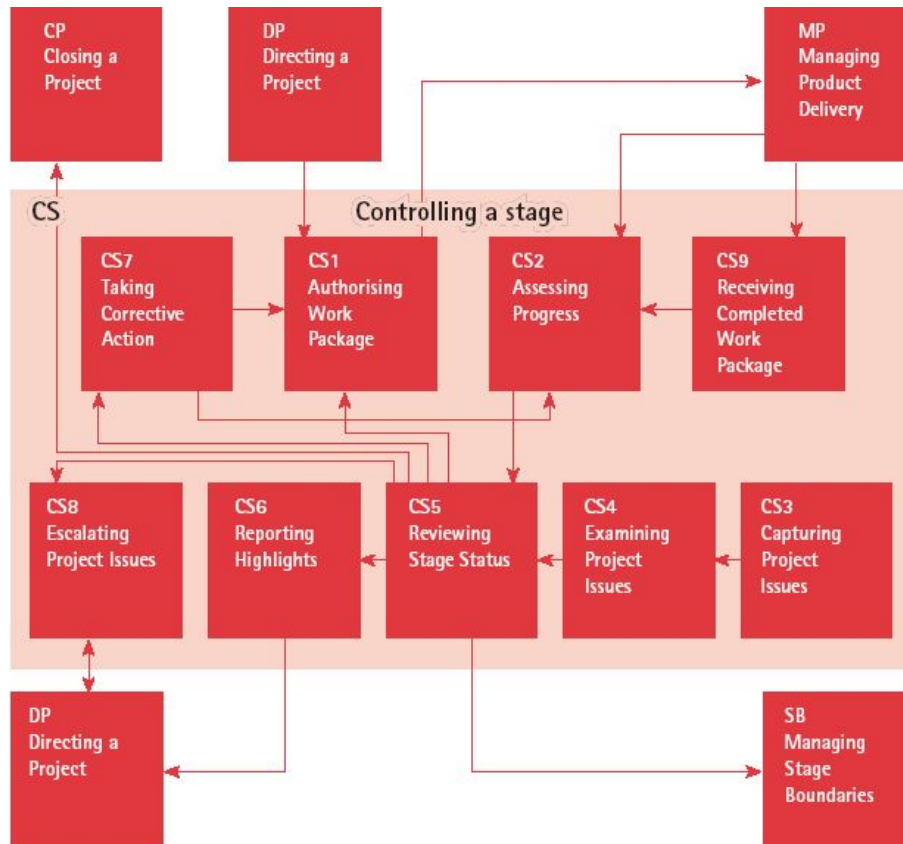 CP
Closing a
Project
DP
Directing a
Project
MP
Managing
Product
Delivery
CS
Controlling a stage
CS7
Taking
Corrective
Action
CS1
Authorising
Work
Package
CS2
Assessing
Progress
CS9
Receiving
Completed
Work
Package
CS8
Escalating
Project Issues
CS6
Reporting
Highlights
CS5
Reviewing
Stage Status
CS4
Examining
Project
Issues
CS3
Capturing
Project
Issues
DP
Directing a
Project
SB
Managing
Stage
Boundaries